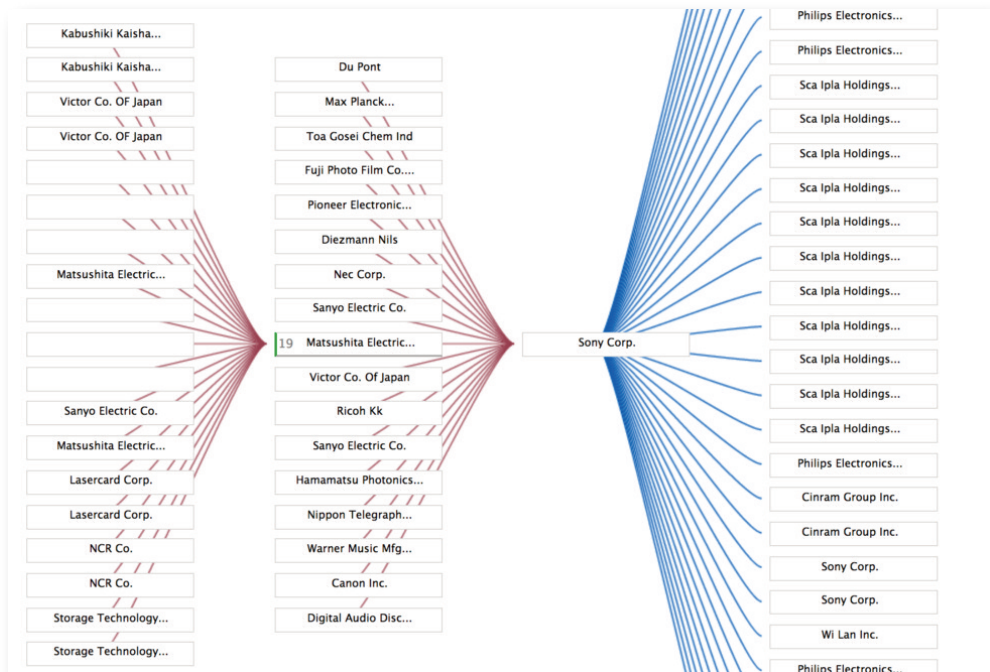 Kabushiki Kaisha...
Kabushiki Kaisha...
Victor Co. OF Japan
Victor Co. OF Japan
Matsushita Electric...
Sanyo Electric Co.
Matsushita Electric...
Lasercard Corp.
Lasercard Corp.
NCR Co.
NCR Co.
Storage Technology...
Storage Technology...
Du Pont
Max Planck...
Toa Gosei Chem Ind
Fuji Photo Film Co....
Pioneer Electronic...
Diezmann Nils
Nec Corp.
Sanyo Electric Co.
19 Matsushita Electric...
Victor Co. Of Japan
Ricoh Kk
Sanyo Electric Co.
Hamamatsu Photonics...
Nippon Telegraph...
Warner Music Mfg...
Canon Inc.
Digital Audio Disc...
Sony Corp.
Philips Electronics...
Philips Electronics...
Sca Ipla Holdings...
Sca Ipla Holdings...
Sca Ipla Holdings...
Sca Ipla Holdings...
Sca Ipla Holdings...
Sca Ipla Holdings...
Sca Ipla Holdings...
Sca Ipla Holdings...
Sca Ipla Holdings...
Sca Ipla Holdings...
Sca Ipla Holdings...
Philips Electronics...
Cinram Group Inc.
Cinram Group Inc.
Sony Corp.
Sony Corp.
Wi Lan Inc.
Philips Electronics...